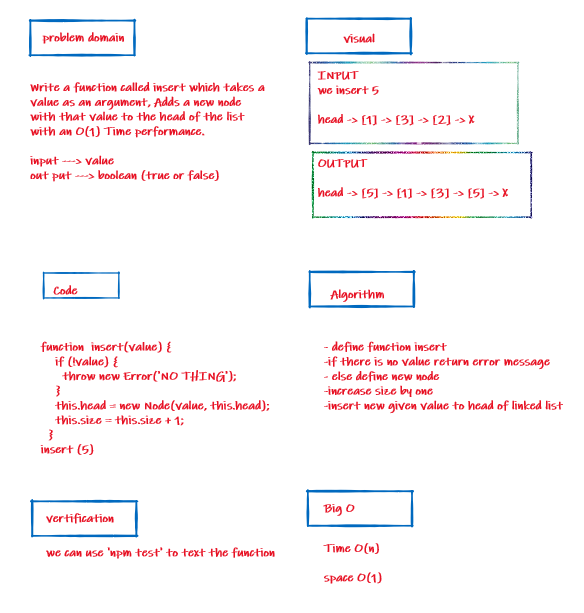 problem domain
Write a function called insert which takes a
value as an argument, Adds a new node
with that value to the head of the list
with an O(1) Time performance.
input ---> value
out put ---> boolean (true or false)
visual
INPUT
we insert 5
head -> [1] -> [3] -> [2] -> X
OUTPUT
head -> [5] -> [1] -> [3] -> [5] -> X
Code
function insert(value) {
if (!value) {
throw new Error('NO THING');
}
this.head = new Node(value, this.head);
this.size = this.size + 1;
}
insert (5)
Algorithm
- define function insert
-if there is no value return error message
- else define new node
-increase size by one
-insert new given value to head of linked list
vertification
we can use 'npm test' to text the function
Big O
Time O(n)
space O(1)